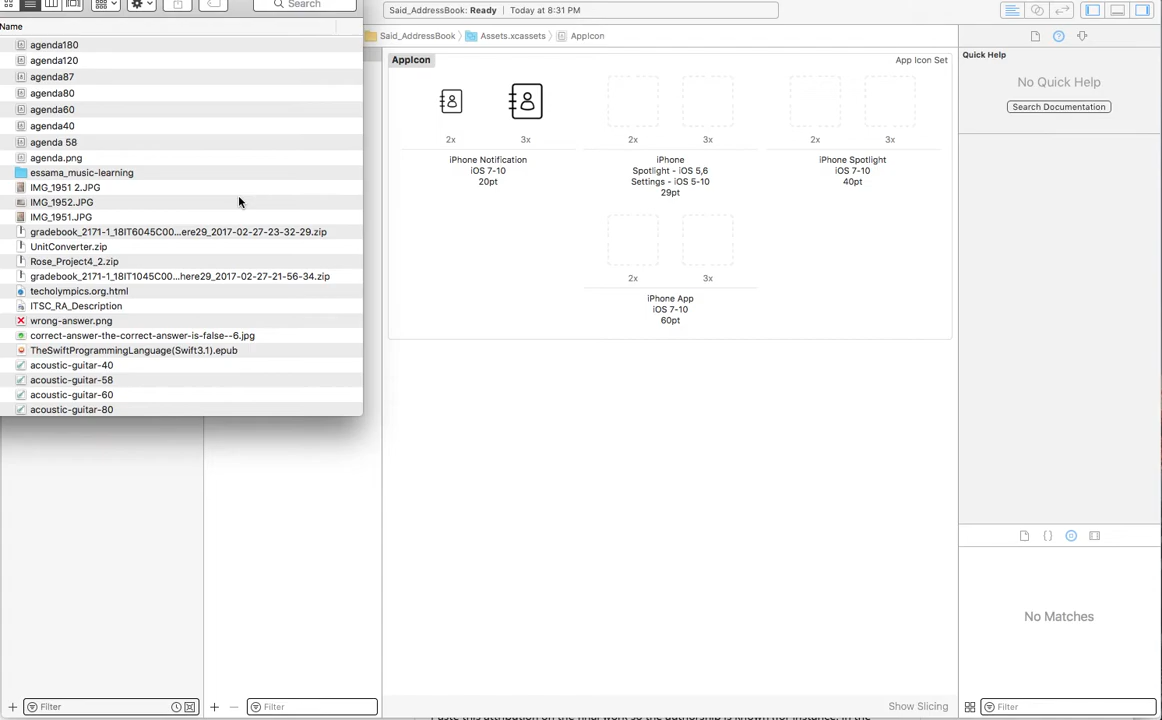 Search
Said_AddressBook: Ready | Today at 8:31 PM
Name
Said_AddressBook
Assets.xcassets
AppIcon
agenda180
agenda120
agenda87
agenda80
agenda60
agenda40
agenda 58
agenda.png
essama_music-learning
IMG_1951 2.JPG
IMG_1952.JPG
IMG_1951.JPG
gradebook_2171-1_18IT6045C00...ere29_2017-02-27-23-32-29.zip
UnitConverter.zip
Rose_Project4_2.zip
gradebook_2171-1_18IT1045C00...here29_2017-02-27-21-56-34.zip
techolympics.org.html
ITSC_RA_Description
wrong-answer.png
correct-answer-the-correct-answer-is-false--6.jpg
TheSwiftProgrammingLanguage(Swift3.1).epub
acoustic-guitar-40
acoustic-guitar-58
acoustic-guitar-60
acoustic-guitar-80
AppIcon
App Icon Set
2x
3x
iPhone Notification
iOS 7-10
20pt
2x
3x
iPhone
Spotlight - iOS 5,6
Settings - iOS 5-10
29pt
2x
3x
iPhone Spotlight
iOS 7-10
40pt
2x
3x
iPhone App
iOS 7-10
60pt
Quick Help
No Quick Help
Search Documentation
No Matches
Filter
Filter
Show Slicing
Filter